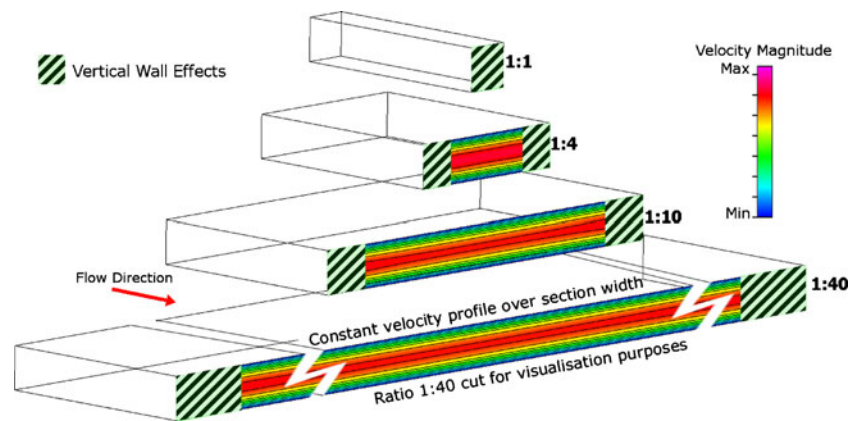 Vertical Wall Effects
1:1
Velocity Magnitude
Max
Min
1:4
1:10
Flow Direction
1:40
Constant velocity profile over section width
Ratio 1:40 cut for visualisation purposes